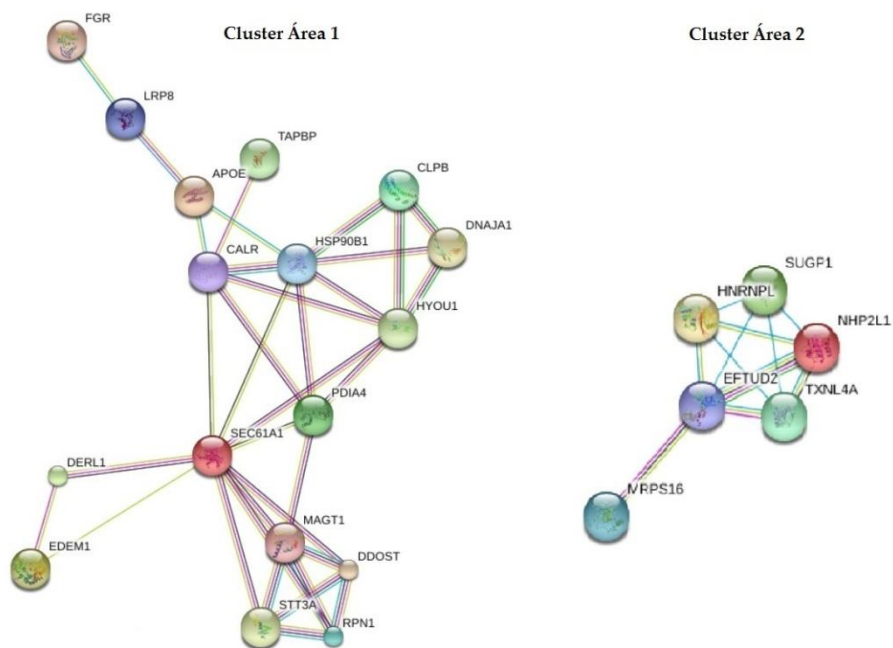 Cluster Área 1
FGR
LRP8
TAPBP
APOE
CLPB
DNAJA1
CALR
HSP90B1
HYOU1
PDIA4
SEC61A1
DERL1
EDEM1
MAGT1
DDOST
STT3A
RPN1
Cluster Área 2
SUGP1
HNRNPL
NHP2L1
EFTUD2
TXNL4A
MRPS16